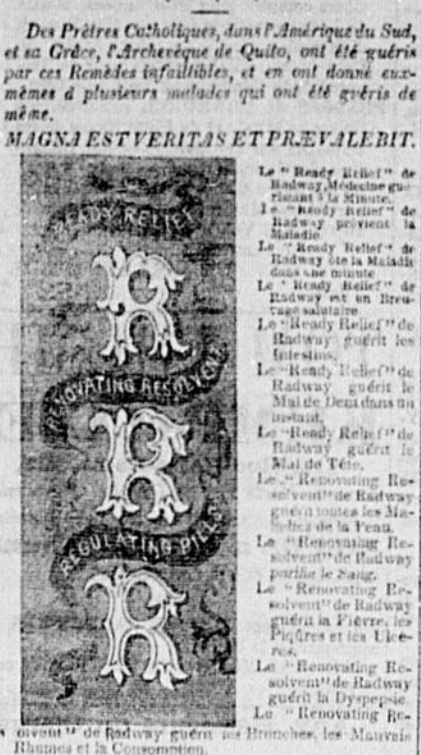 Des Prêtres Catholiques, dans l'Amérique du Sud,
et sa Grâce, l'Archevèque de Quito, ont été guéris
par ces Remèdes infaillibles, et en ont donné eux-
mêmes à plusieurs malades qui ont été guéris de
même.
MAGNA EST VERITAS ET PRÆVALEBIT.
READY RELIEF
R
RENOVATING RESOLVENT
R
REGULATING PILLS
R
Le "Ready Relief" de
Radway, Médecine gué-
rissant à la Minute.
Le "Ready Relief" de
Radway prévient la
Maladie.
Le "Ready Relief" de
Radway ôte la Maladie
dans une minute
Le "Ready Relief" de
Radway est un Breu-
vage salutaire.
Le "Ready Relief" de
Radway guérit les
Intestins.
Le "Ready Relief" de
Radway guérit le
Mal de Dent dans un
instant.
Le "Ready Relief" de
Radway guérit le
Mal de Tête.
Le "Renovating Re-
solvent" de Radway
guérit toutes les Ma-
ladies de la Peau.
Le "Renovating Re-
solvent" de Radway
purifie le Sang.
Le "Renovating Re-
solvent" de Radway
guérit la Fièvre, les
Piqûres et les Ulcè-
res.
Le "Renovating Re-
solvent" de Radway
guérit la Dyspepsie.
Le "Renovating Re-
solvent" de Radway guérit les Bronches, les Mauvais
Rhumes et la Consomption.